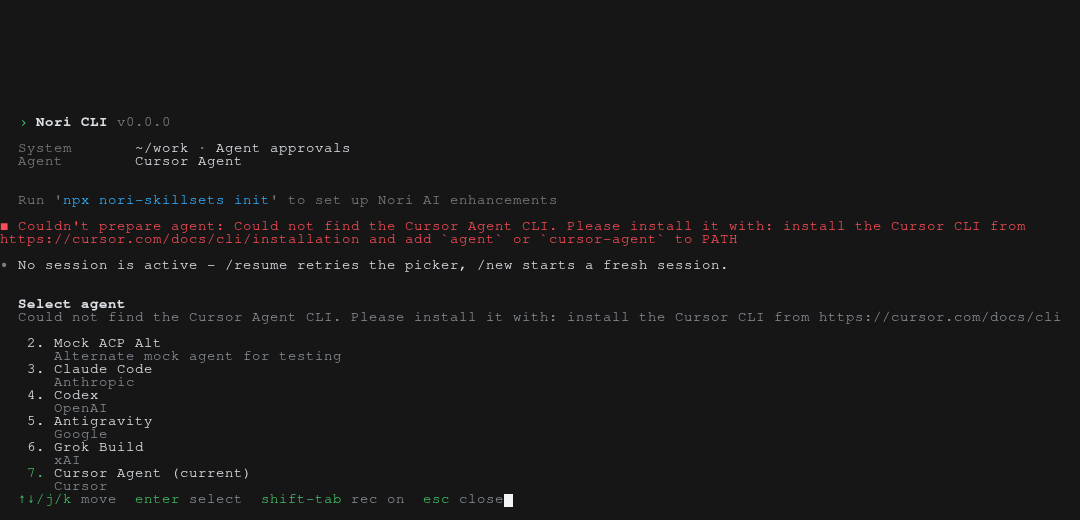 › Nori CLI v0.0.0
System ~/work · Agent approvals
Agent Cursor Agent
Run 'npx nori-skillsets init' to set up Nori AI enhancements
■ Couldn't prepare agent: Could not find the Cursor Agent CLI. Please install it with: install the Cursor CLI from
https://cursor.com/docs/cli/installation and add `agent` or `cursor-agent` to PATH
• No session is active – /resume retries the picker, /new starts a fresh session.
Select agent
Could not find the Cursor Agent CLI. Please install it with: install the Cursor CLI from https://cursor.com/docs/cli
2. Mock ACP Alt
Alternate mock agent for testing
3. Claude Code
Anthropic
4. Codex
OpenAI
5. Antigravity
Google
6. Grok Build
xAI
7. Cursor Agent (current)
Cursor
↑↓/j/k move enter select shift-tab rec on esc close